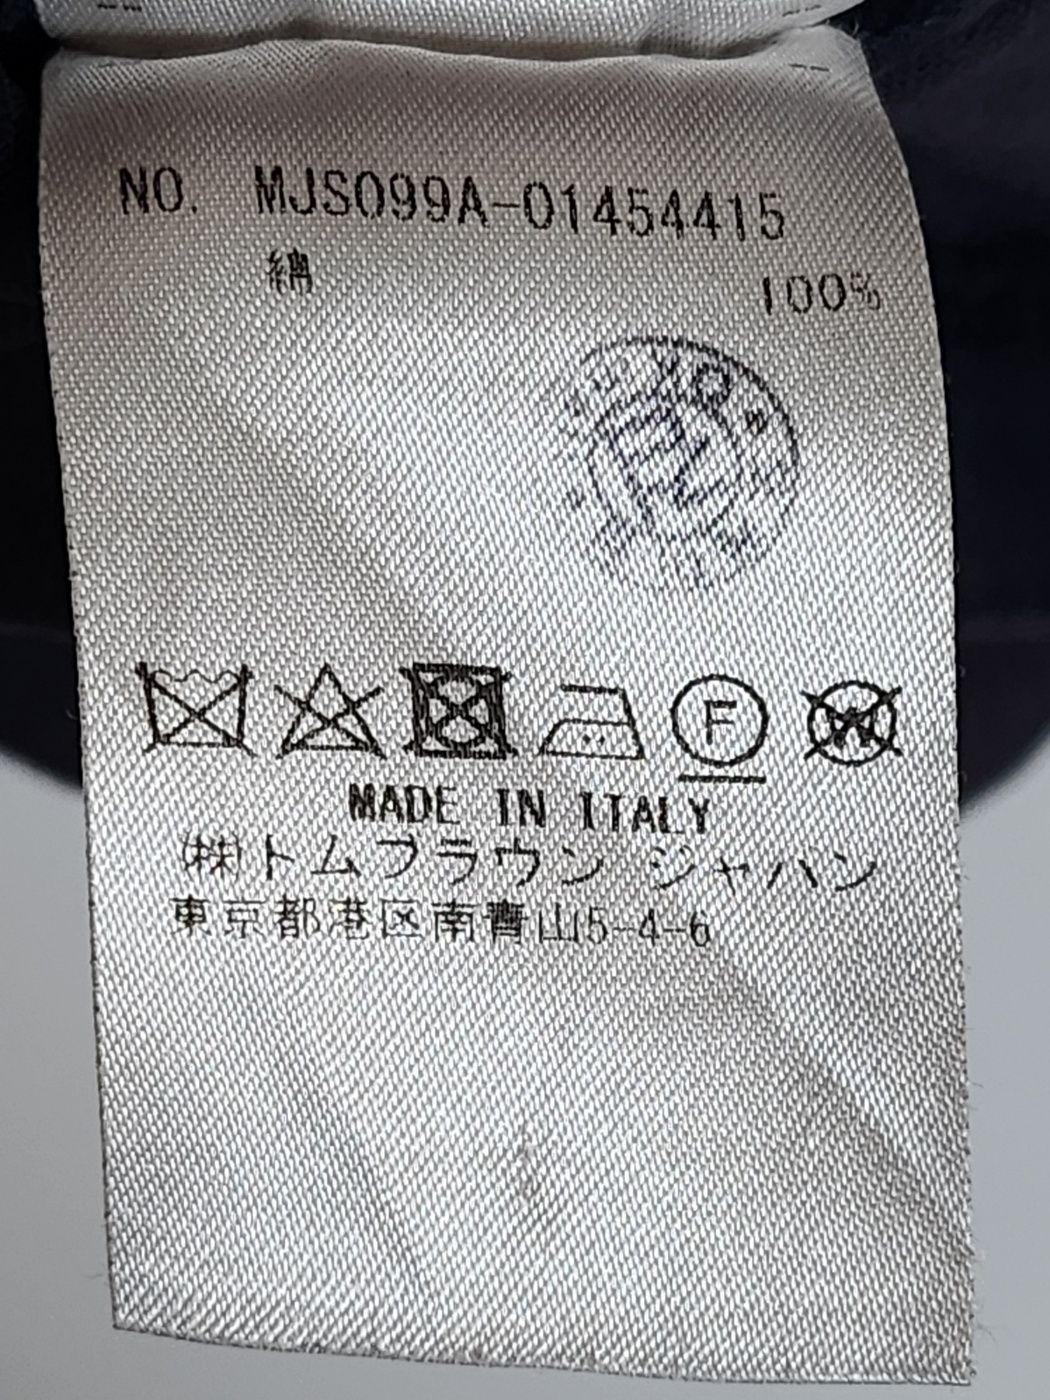 NO. MJS099A-01454415
綿 100%
F
W
MADE IN ITALY
(株)トムブラウン ジャパン
東京都港区南青山5-4-6